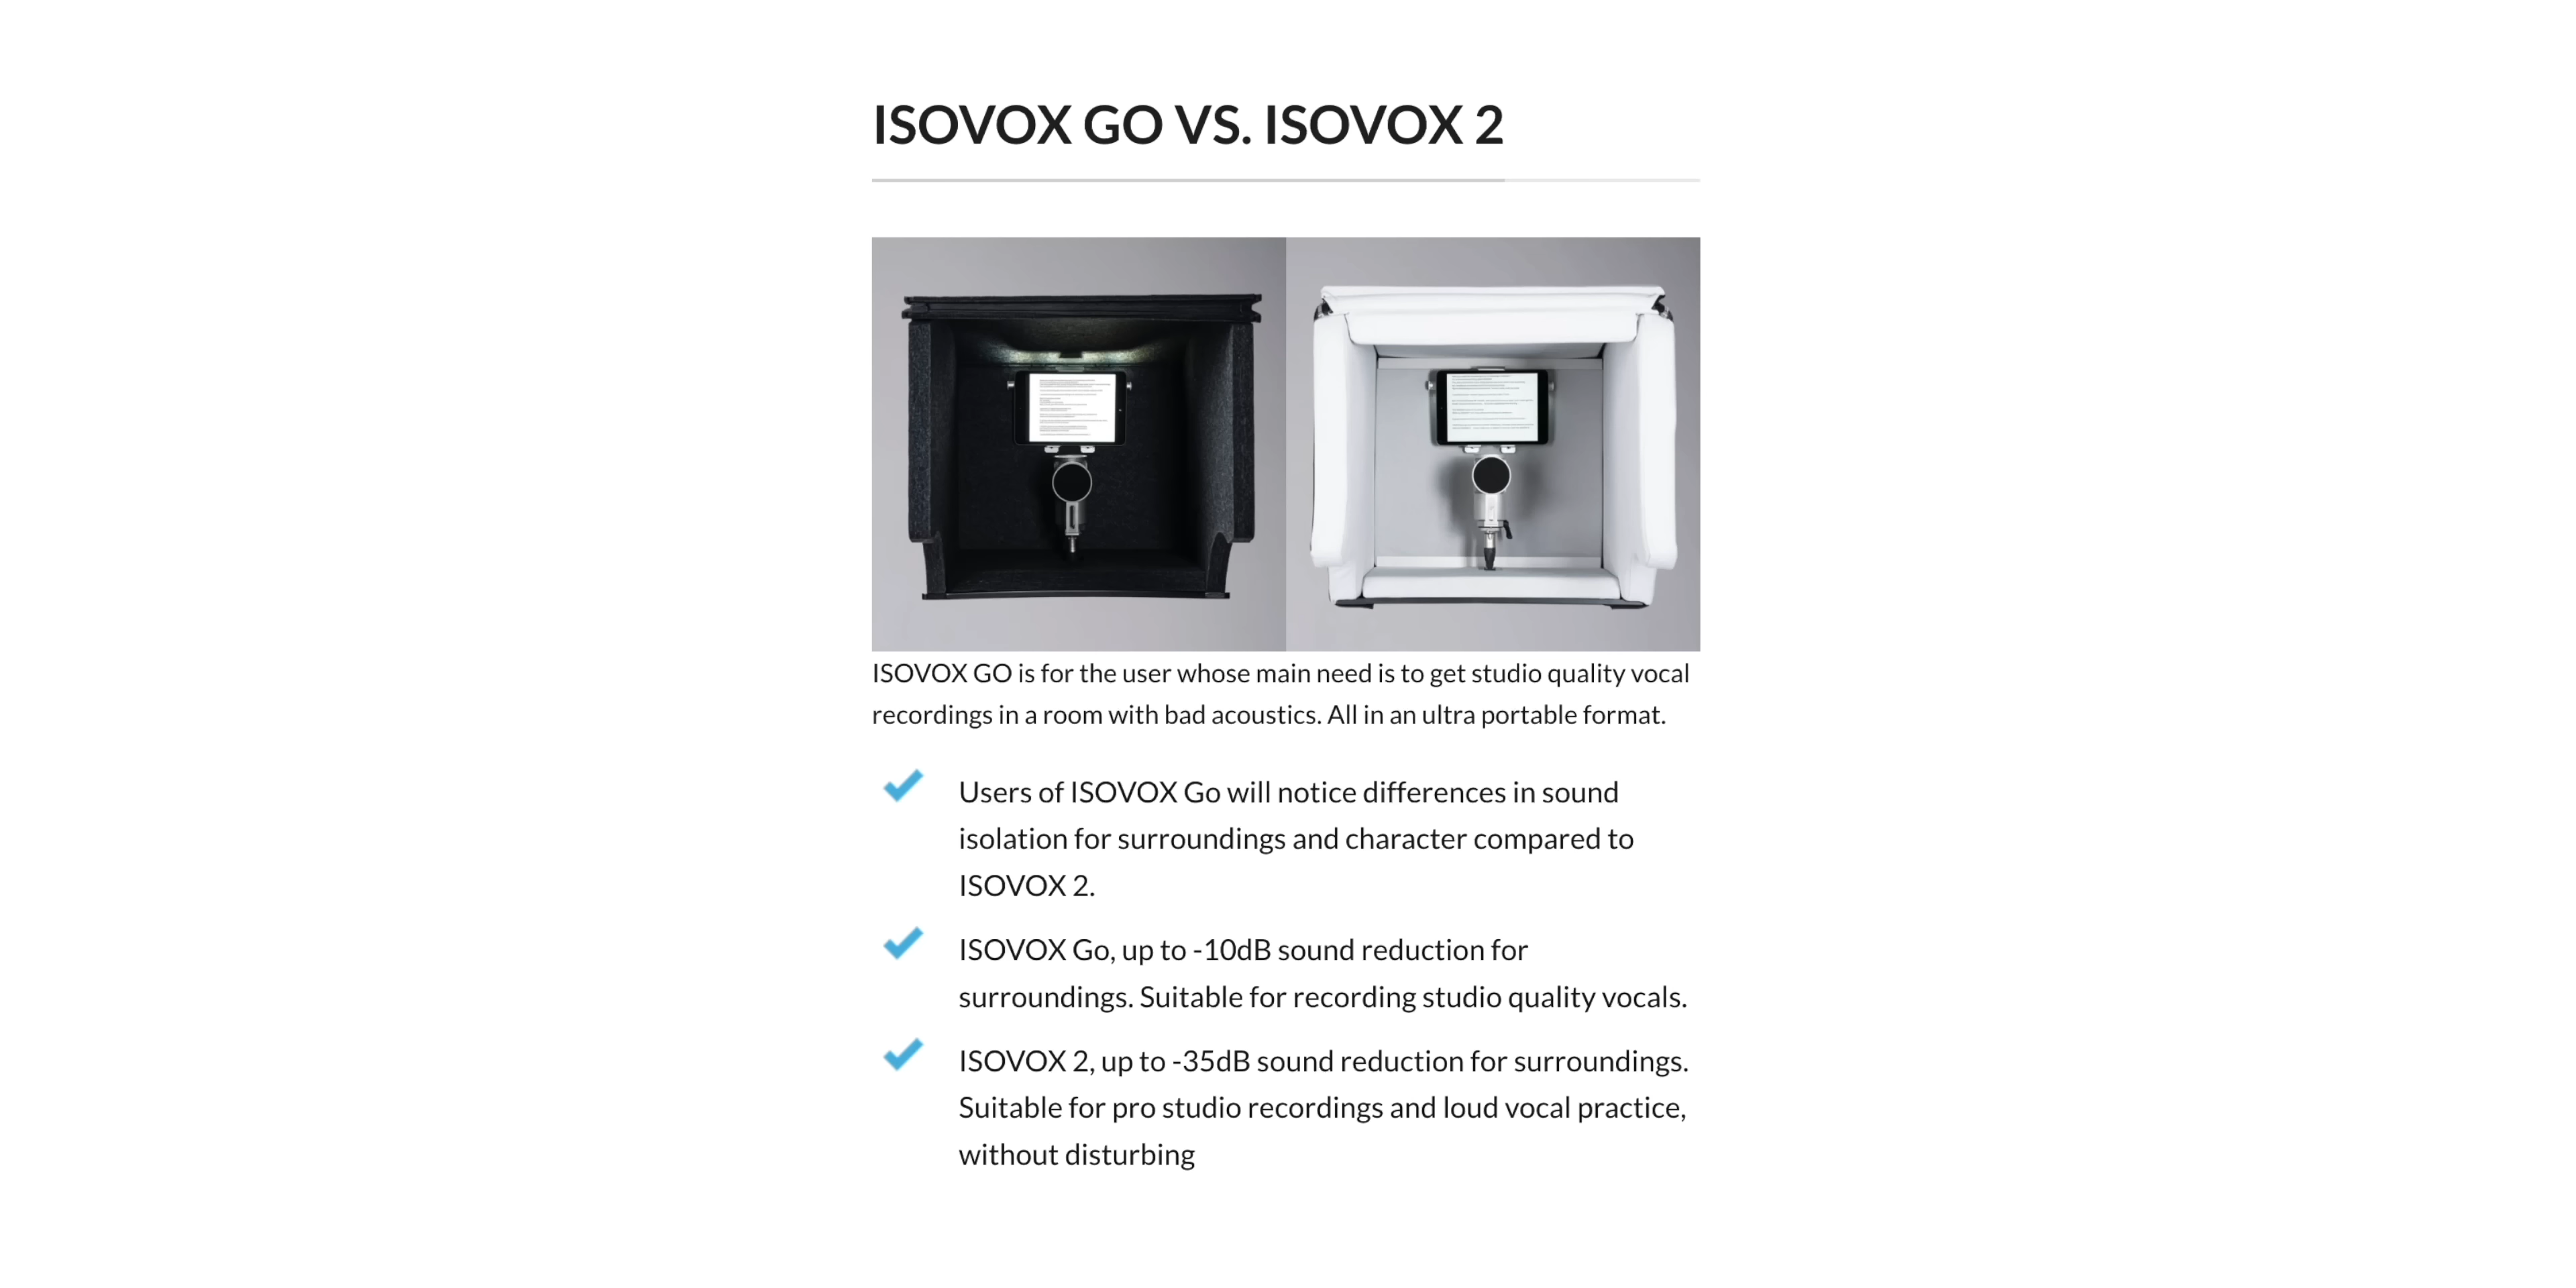 ISOVOX GO VS. ISOVOX 2
ISOVOX GO is for the user whose main need is to get studio quality vocal
recordings in a room with bad acoustics. All in an ultra portable format.
Users of ISOVOX Go will notice differences in sound
isolation for surroundings and character compared to
ISOVOX 2.
ISOVOX Go, up to -10dB sound reduction for
surroundings. Suitable for recording studio quality vocals.
ISOVOX 2, up to -35dB sound reduction for surroundings.
Suitable for pro studio recordings and loud vocal practice,
without disturbing